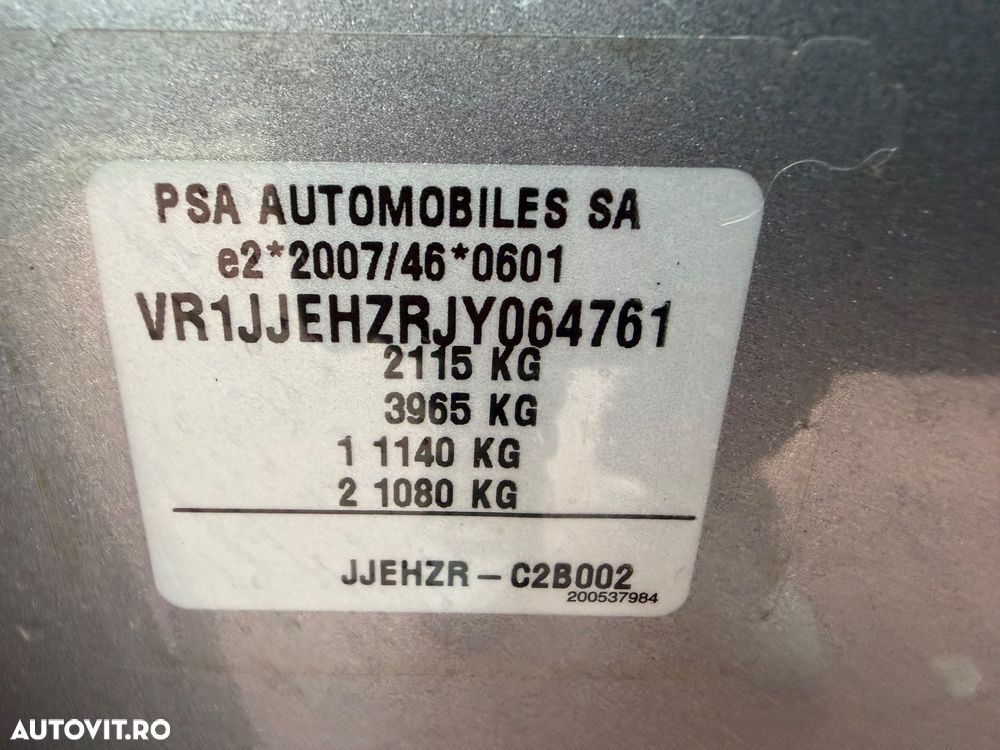 PSA AUTOMOBILES SA
e2*2007/46*0601
VR1JJEHZRJY064761
2115 KG
3965 KG
1 1140 KG
2 1080 KG
JJEHZR - C2B002
200537984
AUTOVIT.RO